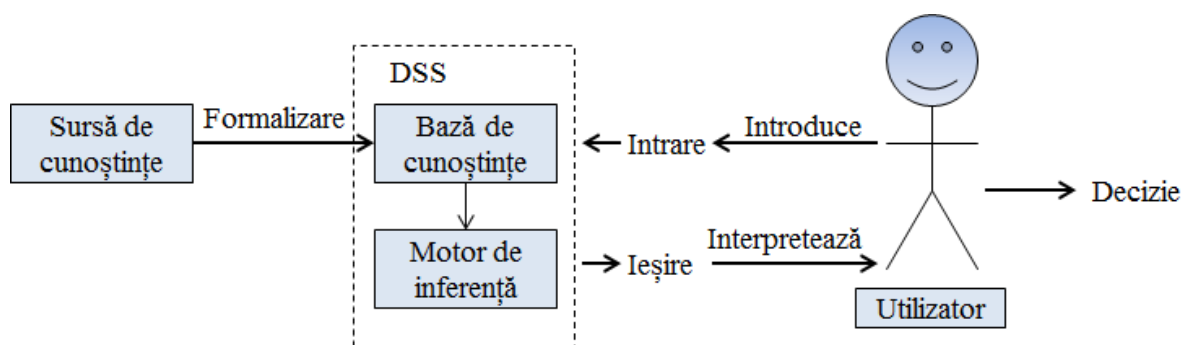 DSS
Sursă de
cunoștințe
Formalizare
Bază de
cunoștințe
Intrare
Introduce
Decizie
Motor de
inferență
Ieșire
Interpretează
Utilizator